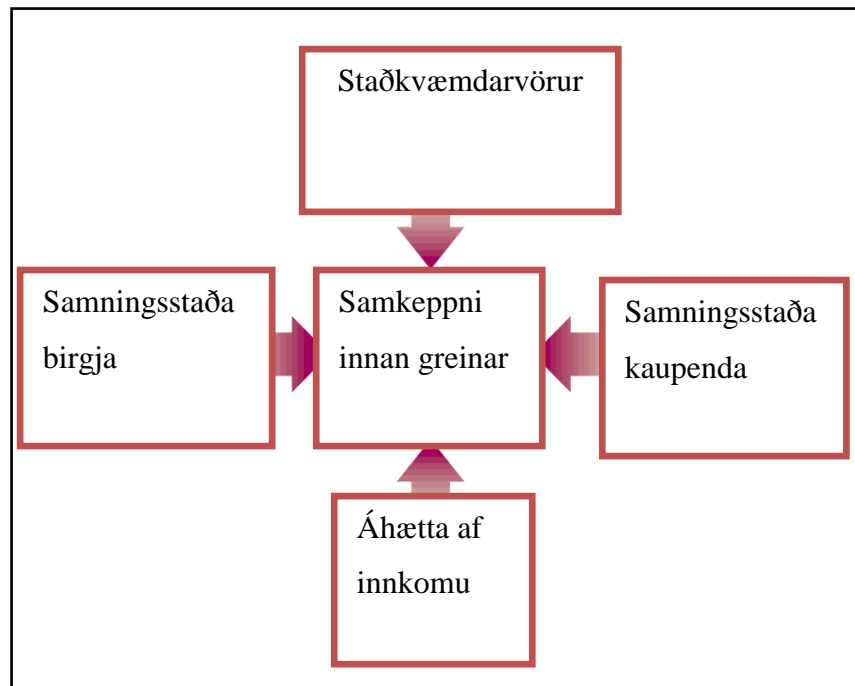 Staðkvæmdarvörur
Samningsstaða
birgja
Samkeppni
innan greinar
Samningsstaða
kaupenda
Áhætta af
innkomu